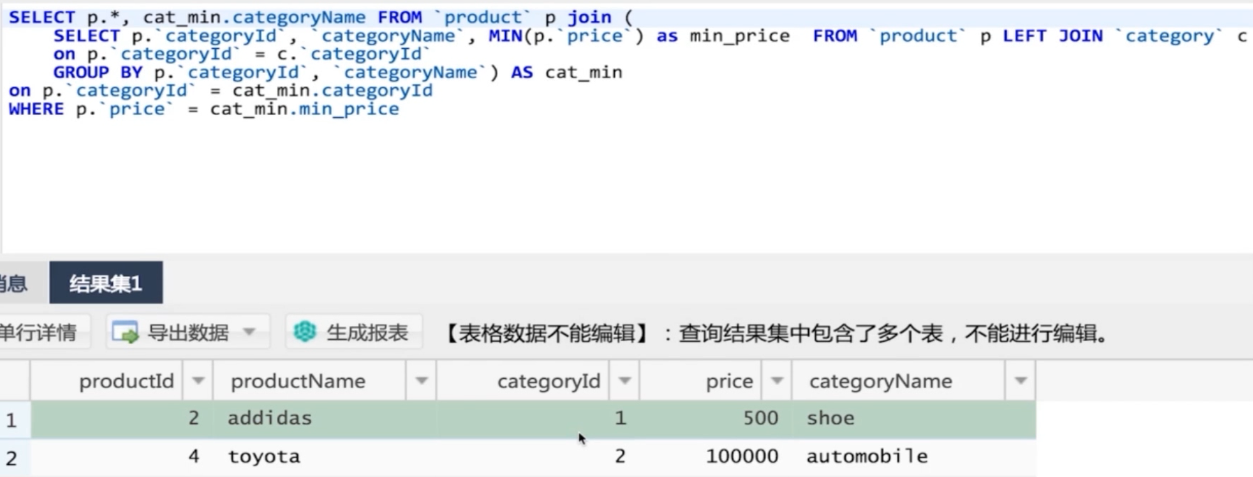 SELECT p.*, cat_min.categoryName FROM `product` p join (
SELECT p.`categoryId`, `categoryName`, MIN(p.`price`) as min_price FROM `product` p LEFT JOIN `category` c
on p.`categoryId` = c.`categoryId`
GROUP BY p.`categoryId`, `categoryName`) AS cat_min
on p.`categoryId` = cat_min.categoryId
WHERE p.`price` = cat_min.min_price
消息 结果集1
单行详情 导出数据 生成报表 【表格数据不能编辑】:查询结果集中包含了多个表,不能进行编辑。
productId productName categoryId price categoryName
1 2 addidas 1 500 shoe
2 4 toyota 2 100000 automobile